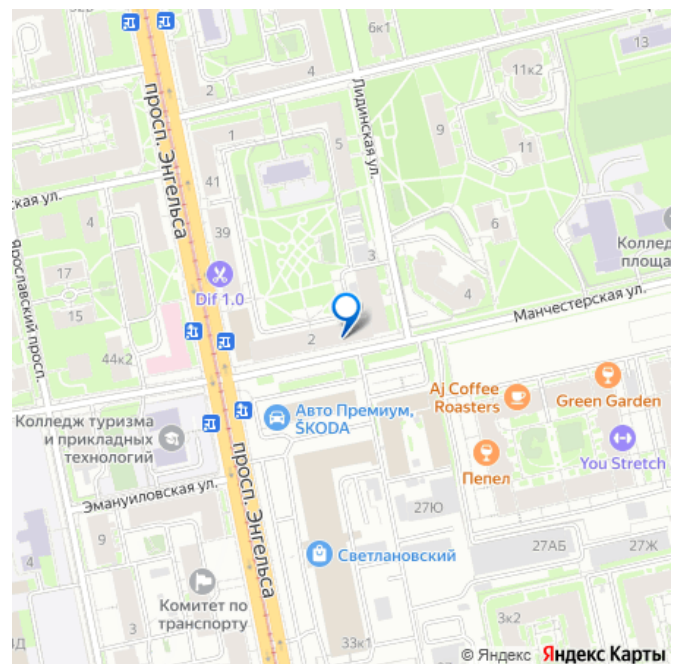 6к1
13
4
2
11к2
просп. Энгельса
Лидинская ул.
1
5
9
11
41
ская ул.
4
39
6
3
Коллед
площа
Ярославский просп.
17
Dif 1.0
4
Манчестерская ул.
15
2
44к2
Aj Coffee
Roasters
Green Garden
Авто Премиум,
ŠKODA
Колледж туризма
и прикладных
технологий
You Stretch
Пепел
просп. Энгельса
Эмануиловская ул.
27Ю
9
27АБ
27Ж
4
Светлановский
Комитет по
транспорту
3
3к2
33к1
© Яндекс Яндекс Карты